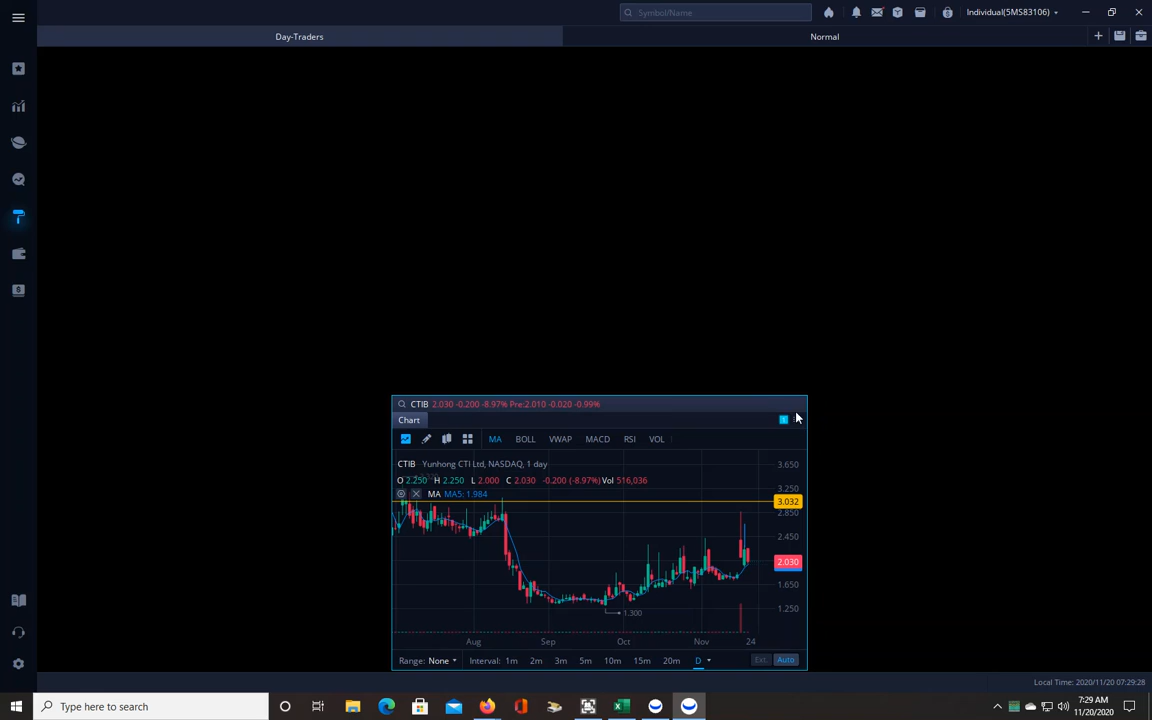 Symbol/Name
Individual(5MS83106)
Day-Traders
Normal
CTIB 2.030 -0.200 -8.97% Pre:2.010 -0.020 -0.99%
Chart
1
MA BOLL VWAP MACD RSI VOL
CTIB Yunhong CTI Ltd, NASDAQ, 1 day
O 2.250 H 2.250 L 2.000 C 2.030 -0.200 (-8.97%) Vol 516,036
MA MA5: 1.984
3.650
3.250
3.032
2.850
2.450
2.030
1.650
1.250
1.300
Aug Sep Oct Nov 24
Range: None Interval: 1m 2m 3m 5m 10m 15m 20m D Ext. Auto
Local Time: 2020/11/20 07:29:28
Type here to search
7:29 AM
11/20/2020